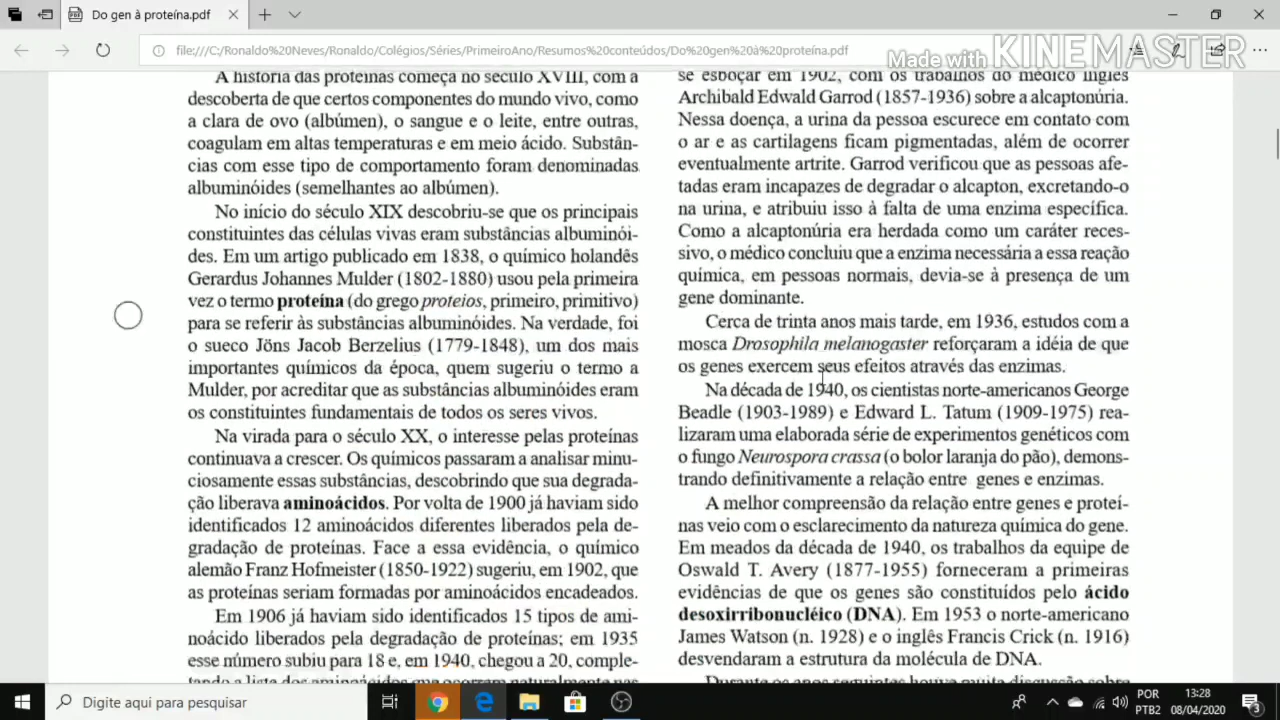 Do gen à proteína.pdf
file:///C:/Ronaldo%20Neves/Ronaldo/Colégios/Séries/PrimeiroAno/Resumos%20conteúdos/Do%20gen%20à%20proteína.pdf
Made with KINEMASTER
A história das proteínas começa no século XVIII, com a
descoberta de que certos componentes do mundo vivo, como
a clara de ovo (albúmen), o sangue e o leite, entre outras,
coagulam em altas temperaturas e em meio ácido. Substân-
cias com esse tipo de comportamento foram denominadas
albuminóides (semelhantes ao albúmen).
No início do século XIX descobriu-se que os principais
constituintes das células vivas eram substâncias albuminói-
des. Em um artigo publicado em 1838, o químico holandês
Gerardus Johannes Mulder (1802-1880) usou pela primeira
vez o termo proteína (do grego proteios, primeiro, primitivo)
para se referir às substâncias albuminóides. Na verdade, foi
o sueco Jöns Jacob Berzelius (1779-1848), um dos mais
importantes químicos da época, quem sugeriu o termo a
Mulder, por acreditar que as substâncias albuminóides eram
os constituintes fundamentais de todos os seres vivos.
Na virada para o século XX, o interesse pelas proteínas
continuava a crescer. Os químicos passaram a analisar minu-
ciosamente essas substâncias, descobrindo que sua degrada-
ção liberava aminoácidos. Por volta de 1900 já haviam sido
identificados 12 aminoácidos diferentes liberados pela de-
gradação de proteínas. Face a essa evidência, o químico
alemão Franz Hofmeister (1850-1922) sugeriu, em 1902, que
as proteínas seriam formadas por aminoácidos encadeados.
Em 1906 já haviam sido identificados 15 tipos de ami-
noácido liberados pela degradação de proteínas; em 1935
esse número subiu para 18 e, em 1940, chegou a 20, comple-
tando a lista dos aminoácidos que ocorrem naturalmente nas
se esboçar em 1902, com os trabalhos do médico inglês
Archibald Edwald Garrod (1857-1936) sobre a alcaptonúria.
Nessa doença, a urina da pessoa escurece em contato com
o ar e as cartilagens ficam pigmentadas, além de ocorrer
eventualmente artrite. Garrod verificou que as pessoas afe-
tadas eram incapazes de degradar o alcapton, excretando-o
na urina, e atribuiu isso à falta de uma enzima específica.
Como a alcaptonúria era herdada como um caráter reces-
sivo, o médico concluiu que a enzima necessária a essa reação
química, em pessoas normais, devia-se à presença de um
gene dominante.
Cerca de trinta anos mais tarde, em 1936, estudos com a
mosca Drosophila melanogaster reforçaram a idéia de que
os genes exercem seus efeitos através das enzimas.
Na década de 1940, os cientistas norte-americanos George
Beadle (1903-1989) e Edward L. Tatum (1909-1975) rea-
lizaram uma elaborada série de experimentos genéticos com
o fungo Neurospora crassa (o bolor laranja do pão), demons-
trando definitivamente a relação entre genes e enzimas.
A melhor compreensão da relação entre genes e proteí-
nas veio com o esclarecimento da natureza química do gene.
Em meados da década de 1940, os trabalhos da equipe de
Oswald T. Avery (1877-1955) forneceram a primeiras
evidências de que os genes são constituídos pelo ácido
desoxirribonucléico (DNA). Em 1953 o norte-americano
James Watson (n. 1928) e o inglês Francis Crick (n. 1916)
desvendaram a estrutura da molécula de DNA.
Durante os anos seguintes houve muita discussão sobre
Digite aqui para pesquisar
POR
PTB2
13:28
08/04/2020
3